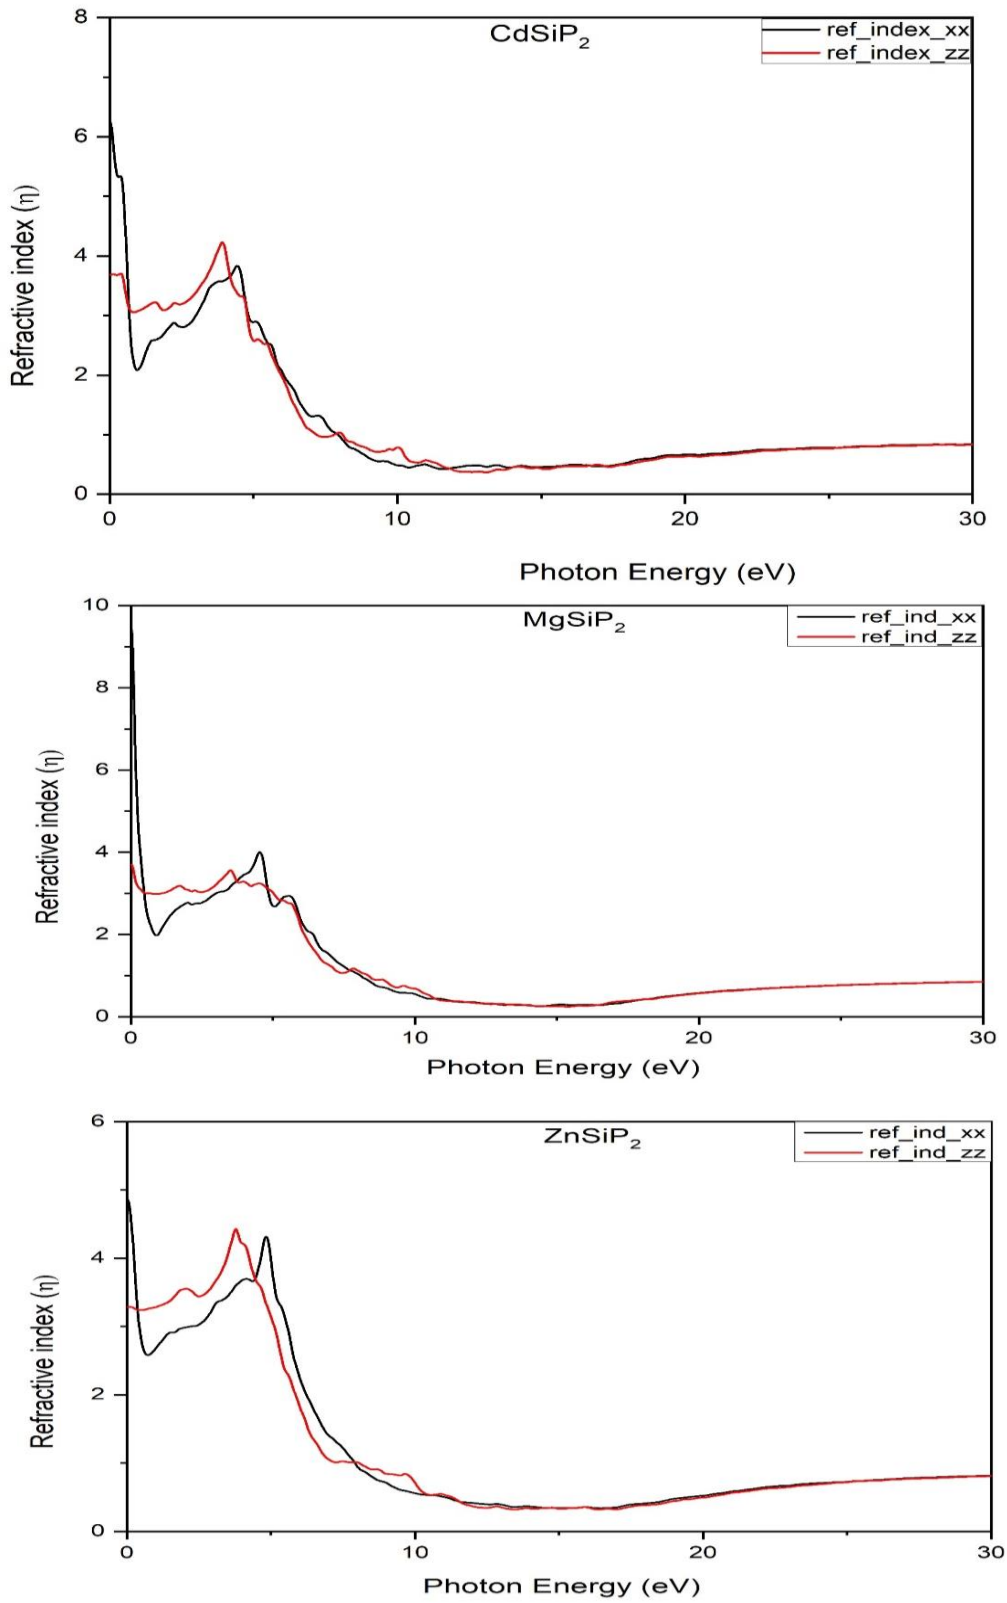 CdSiP₂
ref_index_xx
ref_index_zz
8
6
4
2
0
Refractive index (η)
0 10 20 30
Photon Energy (eV)
MgSiP₂
ref_ind_xx
ref_ind_zz
10
8
6
4
2
0
Refractive index (η)
0 10 20 30
Photon Energy (eV)
ZnSiP₂
ref_ind_xx
ref_ind_zz
6
4
2
0
Refractive index (η)
0 10 20 30
Photon Energy (eV)